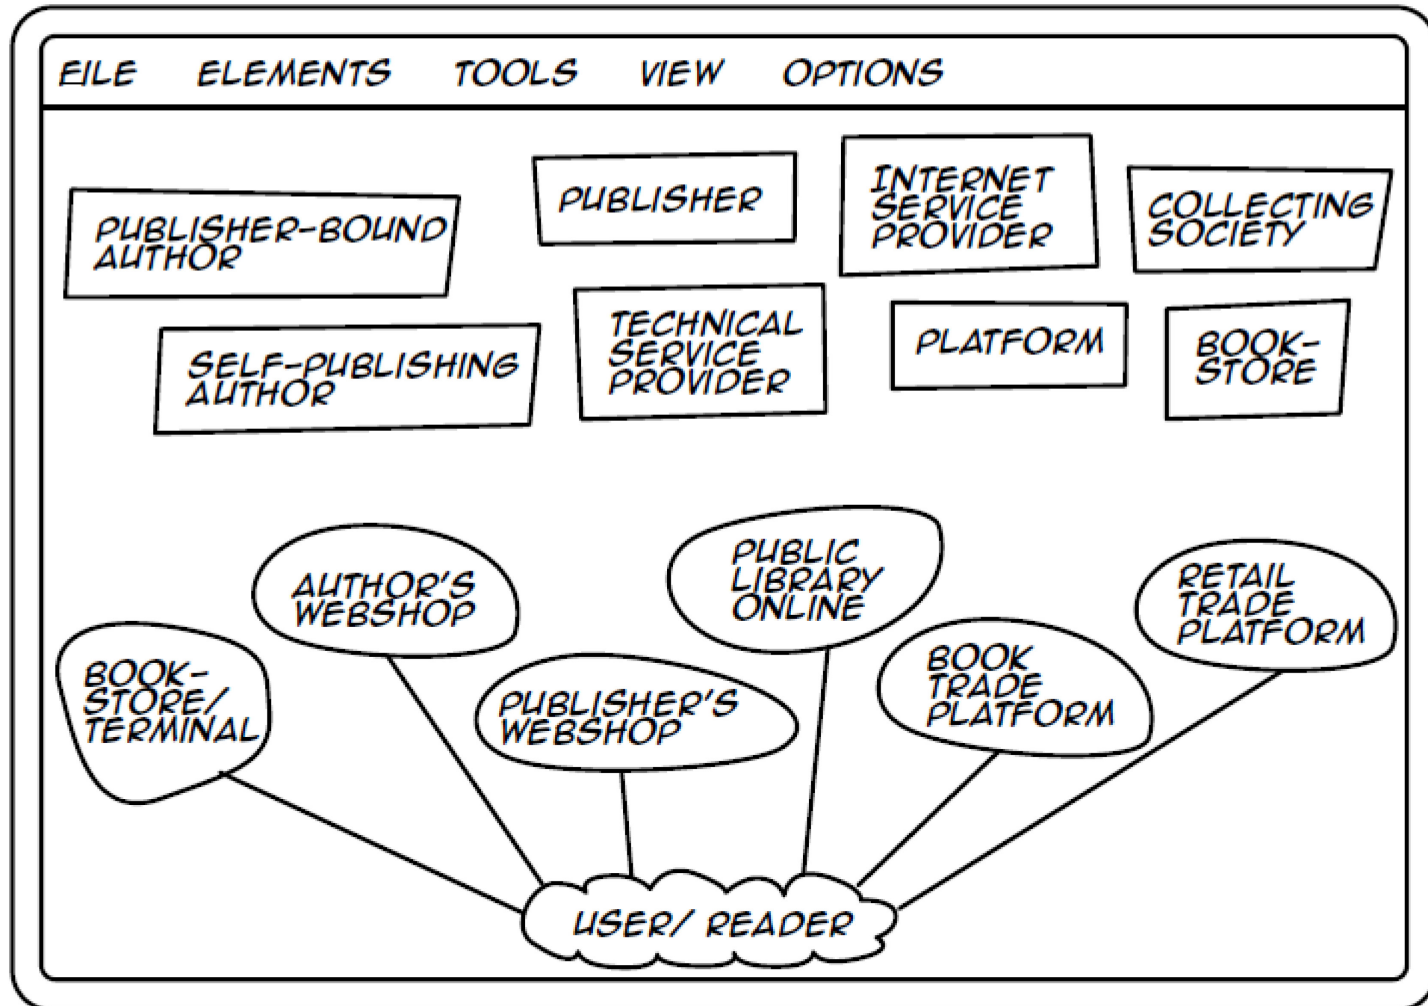 FILE ELEMENTS TOOLS VIEW OPTIONS
PUBLISHER-BOUND
AUTHOR
PUBLISHER
INTERNET
SERVICE
PROVIDER
COLLECTING
SOCIETY
SELF-PUBLISHING
AUTHOR
TECHNICAL
SERVICE
PROVIDER
PLATFORM
BOOK-
STORE
AUTHOR'S
WEBSHOP
PUBLIC
LIBRARY
ONLINE
RETAIL
TRADE
PLATFORM
BOOK-
STORE/
TERMINAL
PUBLISHER'S
WEBSHOP
BOOK
TRADE
PLATFORM
USER/ READER